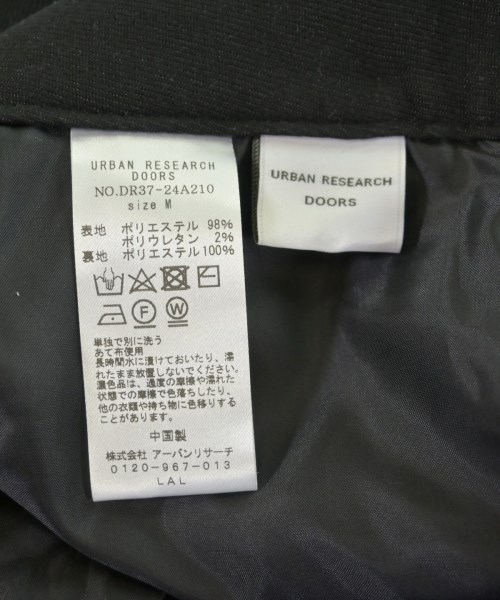 URBAN RESEARCH
DOORS
NO.DR37-24A210
size M
表地 ポリエステル 98%
ポリウレタン 2%
裏地 ポリエステル100%
F W
単独で別に洗う
あて布使用
長時間水に漬けておいたり、濡
れたまま放置しないでください。
濃色品は、過度の摩擦や濡れた
状態での摩擦で色落ちしたり、
他の衣類や持ち物に色移りする
ことがあります。
中国製
株式会社 アーバンリサーチ
0120-967-013
LAL
URBAN RESEARCH
DOORS